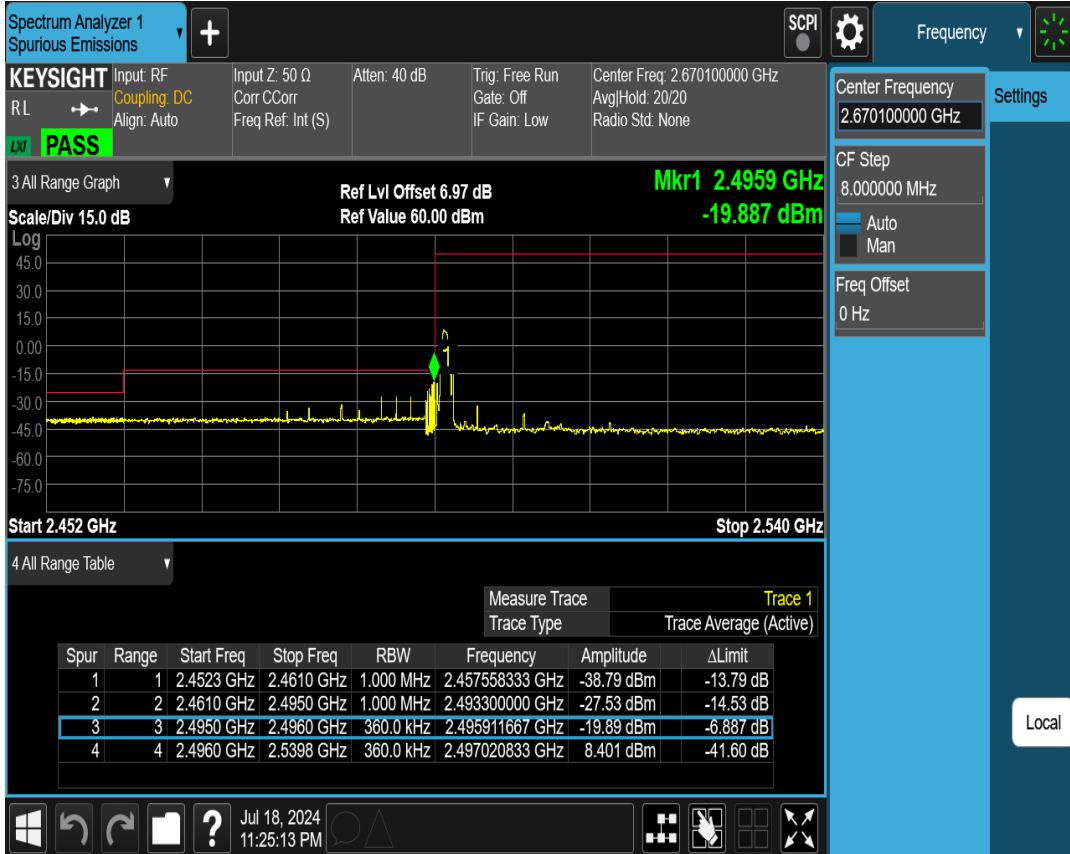 Spectrum Analyzer 1
Spurious Emissions
+
SCPI
Frequency
KEYSIGHT
RL
LXI PASS
Input: RF
Coupling: DC
Align: Auto
Input Z: 50 Ω
Corr CCorr
Freq Ref: Int (S)
Atten: 40 dB
Trig: Free Run
Gate: Off
IF Gain: Low
Center Freq: 2.670100000 GHz
Avg|Hold: 20/20
Radio Std: None
Center Frequency
2.670100000 GHz
Settings
CF Step
8.000000 MHz
Auto
Man
Freq Offset
0 Hz
3 All Range Graph
Ref Lvl Offset 6.97 dB
Mkr1 2.4959 GHz
Scale/Div 15.0 dB
Ref Value 60.00 dBm
-19.887 dBm
Log
45.0
30.0
15.0
0.00
-15.0
-30.0
-45.0
-60.0
-75.0
Start 2.452 GHz
Stop 2.540 GHz
4 All Range Table
Measure Trace Trace 1
Trace Type Trace Average (Active)
Spur Range Start Freq Stop Freq RBW Frequency Amplitude ΔLimit
1 1 2.4523 GHz 2.4610 GHz 1.000 MHz 2.457558333 GHz -38.79 dBm -13.79 dB
2 2 2.4610 GHz 2.4950 GHz 1.000 MHz 2.493300000 GHz -27.53 dBm -14.53 dB
3 3 2.4950 GHz 2.4960 GHz 360.0 kHz 2.495911667 GHz -19.89 dBm -6.887 dB
4 4 2.4960 GHz 2.5398 GHz 360.0 kHz 2.497020833 GHz 8.401 dBm -41.60 dB
Local
?
Jul 18, 2024
11:25:13 PM